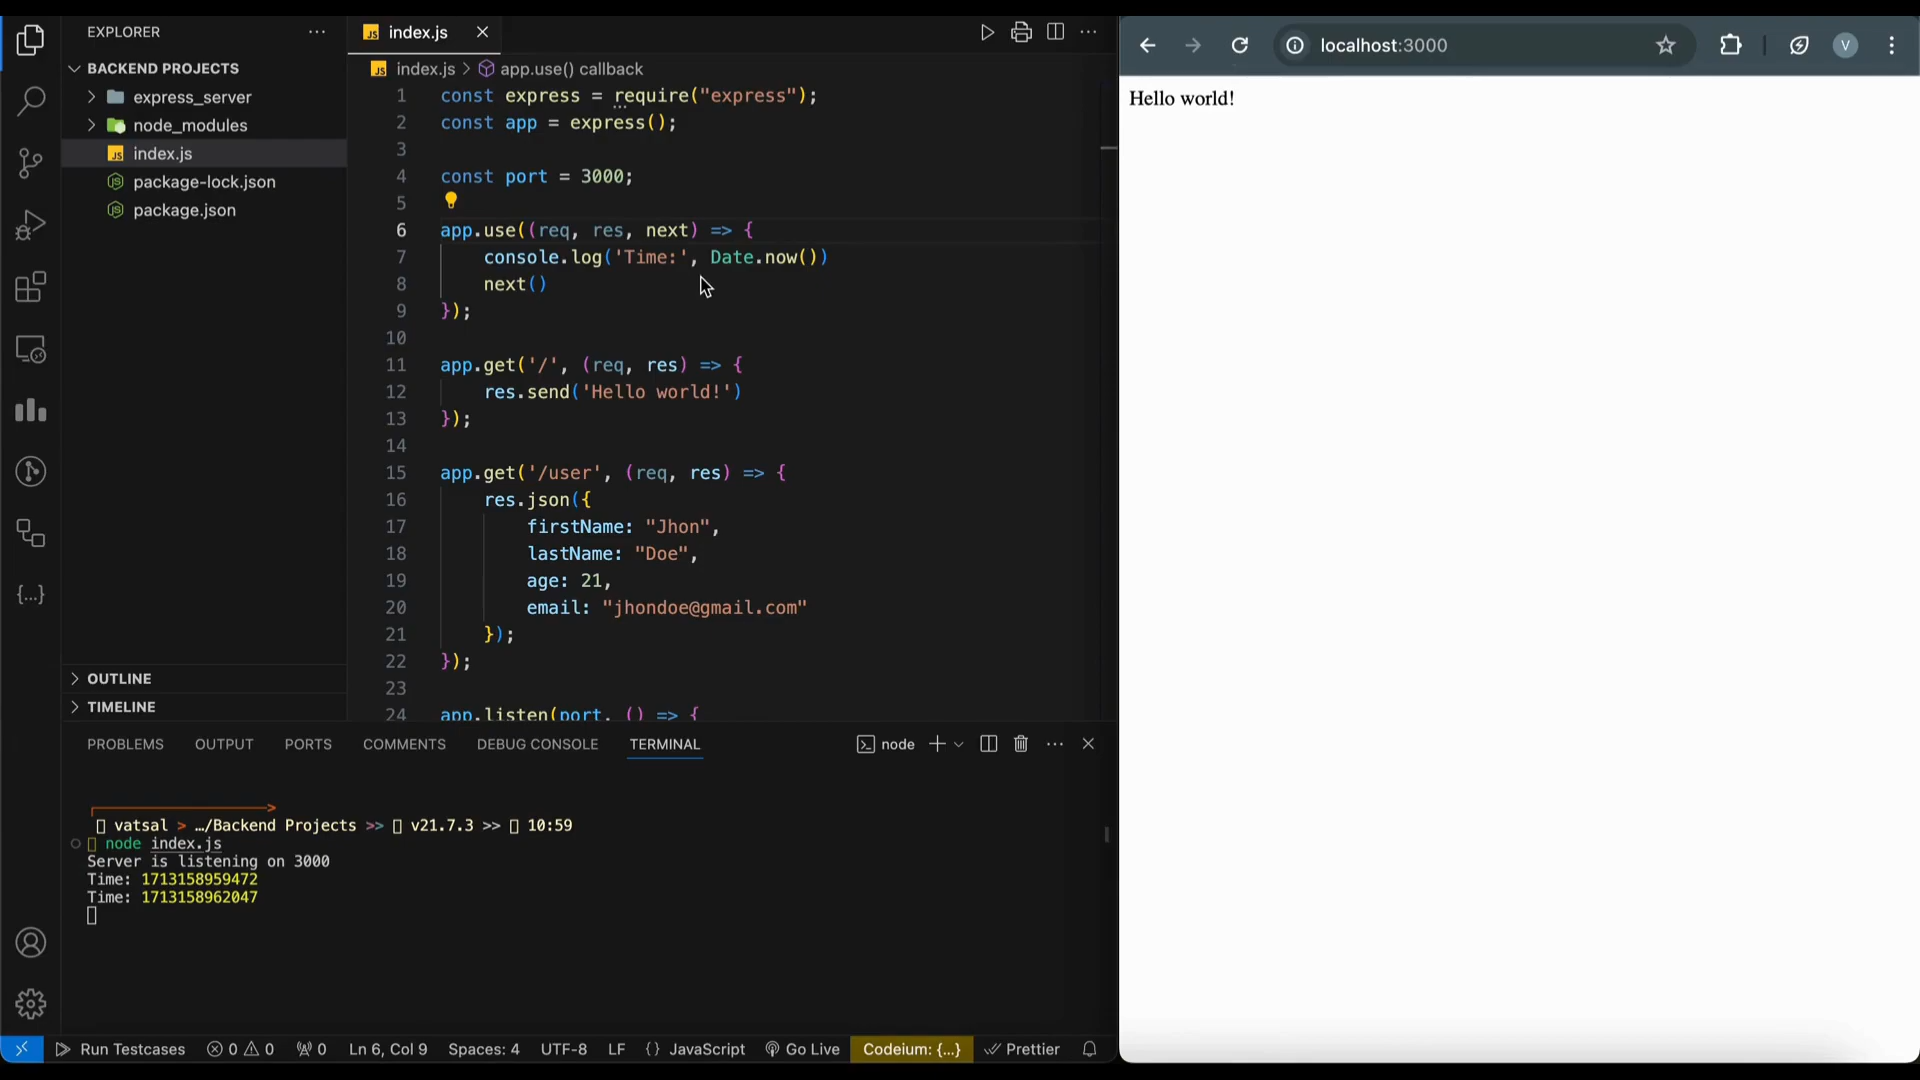 EXPLORER
BACKEND PROJECTS
express_server
node_modules
JS index.js
package-lock.json
package.json
OUTLINE
TIMELINE
JS index.js
JS index.js > app.use() callback
1 const express = require("express");
2 const app = express();
3
4 const port = 3000;
5
6 app.use((req, res, next) => {
7 console.log('Time:', Date.now())
8 next()
9 });
10
11 app.get('/', (req, res) => {
12 res.send('Hello world!')
13 });
14
15 app.get('/user', (req, res) => {
16 res.json({
17 firstName: "Jhon",
18 lastName: "Doe",
19 age: 21,
20 email: "jhondoe@gmail.com"
21 });
22 });
23
24 app.listen(port, () => {
PROBLEMS OUTPUT PORTS COMMENTS DEBUG CONSOLE TERMINAL node
vatsal > …/Backend Projects >> v21.7.3 >> 10:59
node index.js
Server is listening on 3000
Time: 1713158959472
Time: 1713158962047
Run Testcases 0 0 0 Ln 6, Col 9 Spaces: 4 UTF-8 LF {} JavaScript Go Live Codeium: {...} Prettier
localhost:3000 V
Hello world!